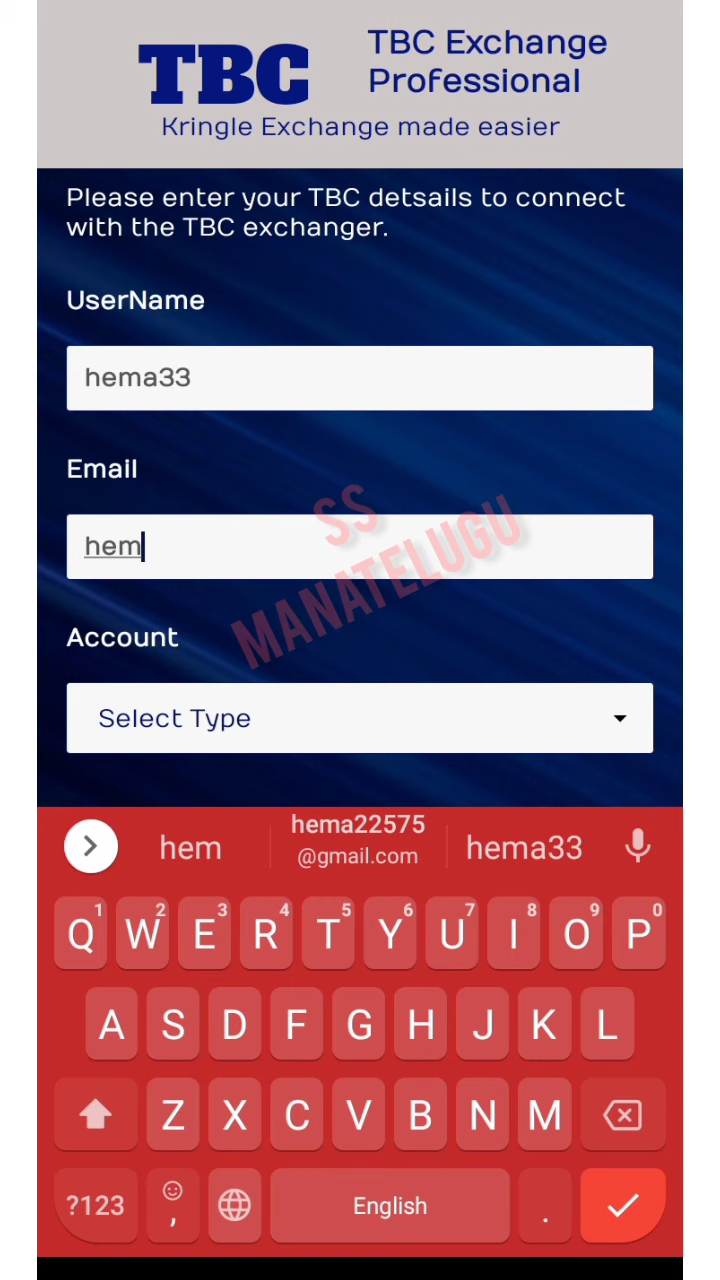 TBC
TBC Exchange
Professional
Kringle Exchange made easier
Please enter your TBC detsails to connect
with the TBC exchanger.
UserName
hema33
Email
hem
SS
MANATELUGU
Account
Select Type
hem
hema22575
@gmail.com
hema33
Q1 W2 E3 R4 T5 Y6 U7 I8 O9 P0
A S D F G H J K L
Z X C V B N M
?123 , English .